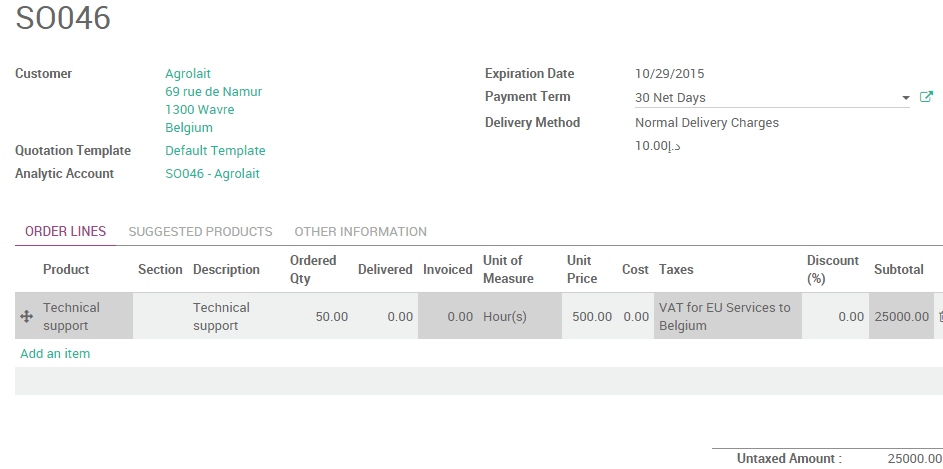 SO046
Customer
Agrolait
69 rue de Namur
1300 Wavre
Belgium
Quotation Template
Default Template
Analytic Account
SO046 - Agrolait
Expiration Date
10/29/2015
Payment Term
30 Net Days
Delivery Method
Normal Delivery Charges
10.00د.إ
ORDER LINES SUGGESTED PRODUCTS OTHER INFORMATION
Product Section Description Ordered Qty Delivered Invoiced Unit of Measure Unit Price Cost Taxes Discount (%) Subtotal
Technical support Technical support 50.00 0.00 0.00 Hour(s) 500.00 0.00 VAT for EU Services to Belgium 0.00 25000.00
Add an item
Untaxed Amount : 25000.00